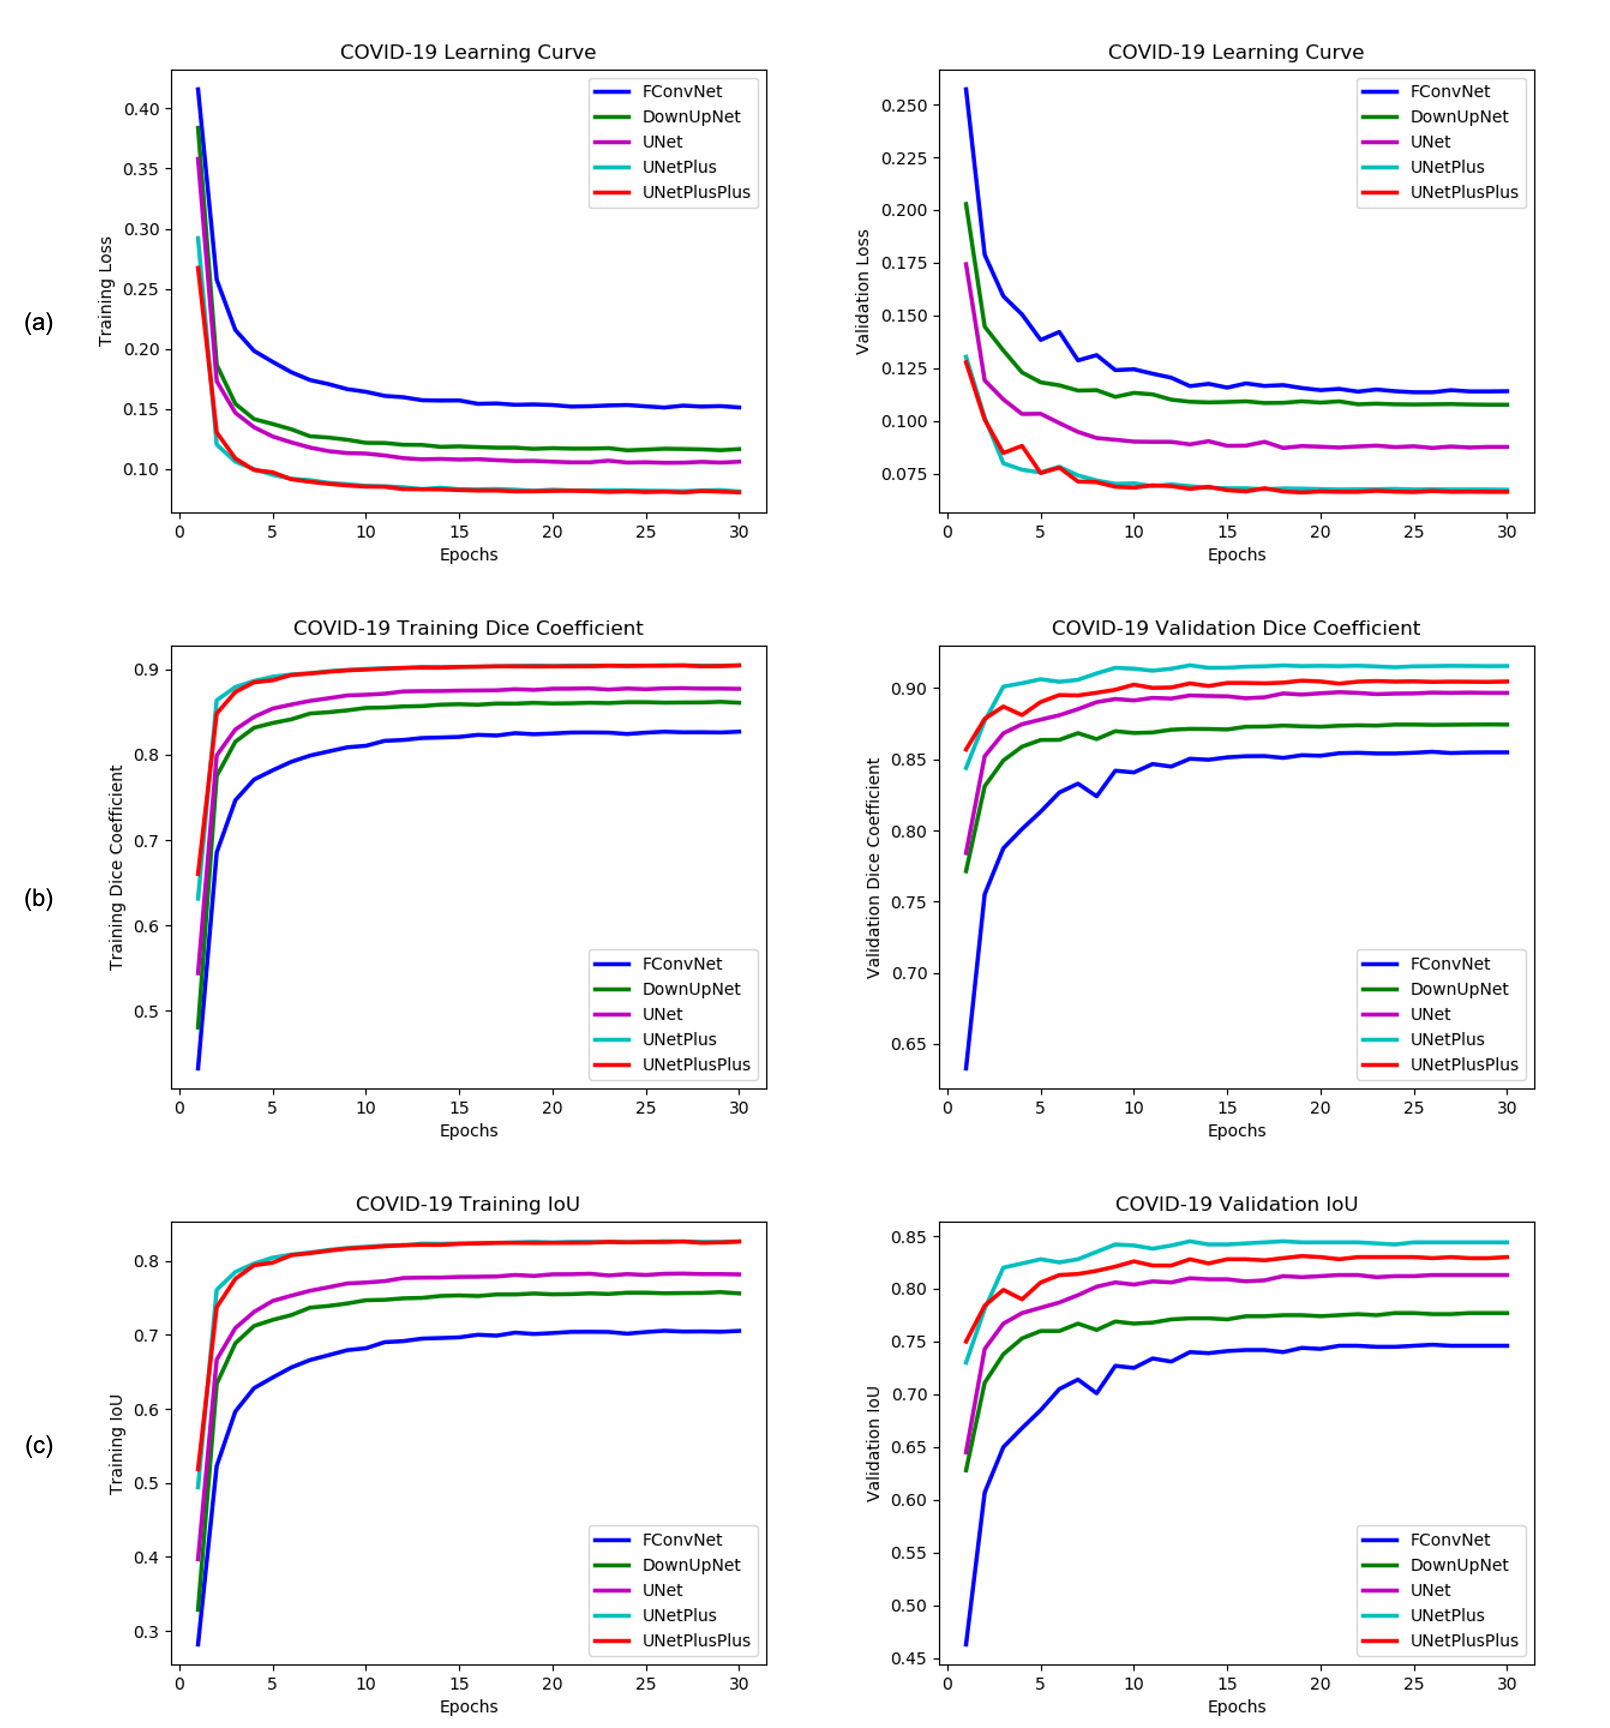 (a)
COVID-19 Learning Curve
Training Loss
0.40
0.35
0.30
0.25
0.20
0.15
0.10
0 5 10 15 20 25 30
Epochs
FConvNet
DownUpNet
UNet
UNetPlus
UNetPlusPlus
COVID-19 Learning Curve
Validation Loss
0.250
0.225
0.200
0.175
0.150
0.125
0.100
0.075
0 5 10 15 20 25 30
Epochs
FConvNet
DownUpNet
UNet
UNetPlus
UNetPlusPlus
(b)
COVID-19 Training Dice Coefficient
Training Dice Coefficient
0.9
0.8
0.7
0.6
0.5
0 5 10 15 20 25 30
Epochs
FConvNet
DownUpNet
UNet
UNetPlus
UNetPlusPlus
COVID-19 Validation Dice Coefficient
Validation Dice Coefficient
0.90
0.85
0.80
0.75
0.70
0.65
0 5 10 15 20 25 30
Epochs
FConvNet
DownUpNet
UNet
UNetPlus
UNetPlusPlus
(c)
COVID-19 Training IoU
Training IoU
0.8
0.7
0.6
0.5
0.4
0.3
0 5 10 15 20 25 30
Epochs
FConvNet
DownUpNet
UNet
UNetPlus
UNetPlusPlus
COVID-19 Validation IoU
Validation IoU
0.85
0.80
0.75
0.70
0.65
0.60
0.55
0.50
0.45
0 5 10 15 20 25 30
Epochs
FConvNet
DownUpNet
UNet
UNetPlus
UNetPlusPlus